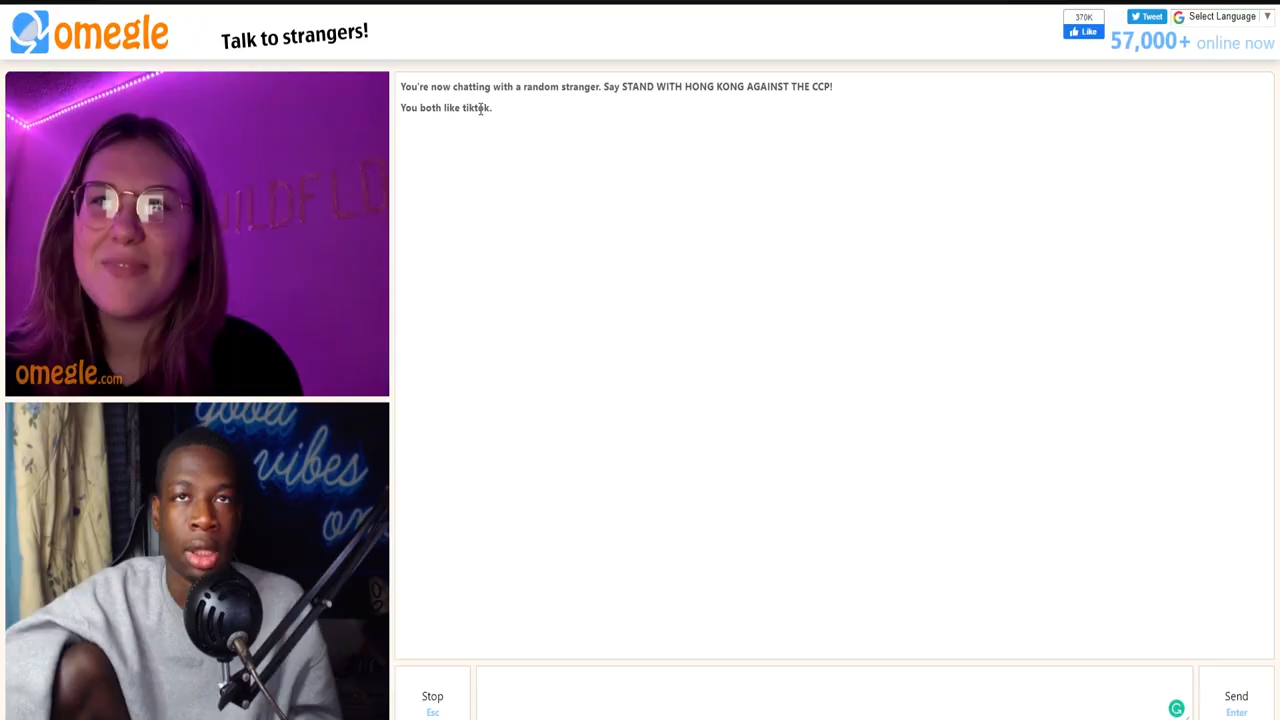 omegle
Talk to strangers!
370K
Like
Tweet
Select Language
57,000+ online now
You're now chatting with a random stranger. Say STAND WITH HONG KONG AGAINST THE CCP!
You both like tiktok.
omegle.com
good
vibes
on
Stop
Esc
Send
Enter